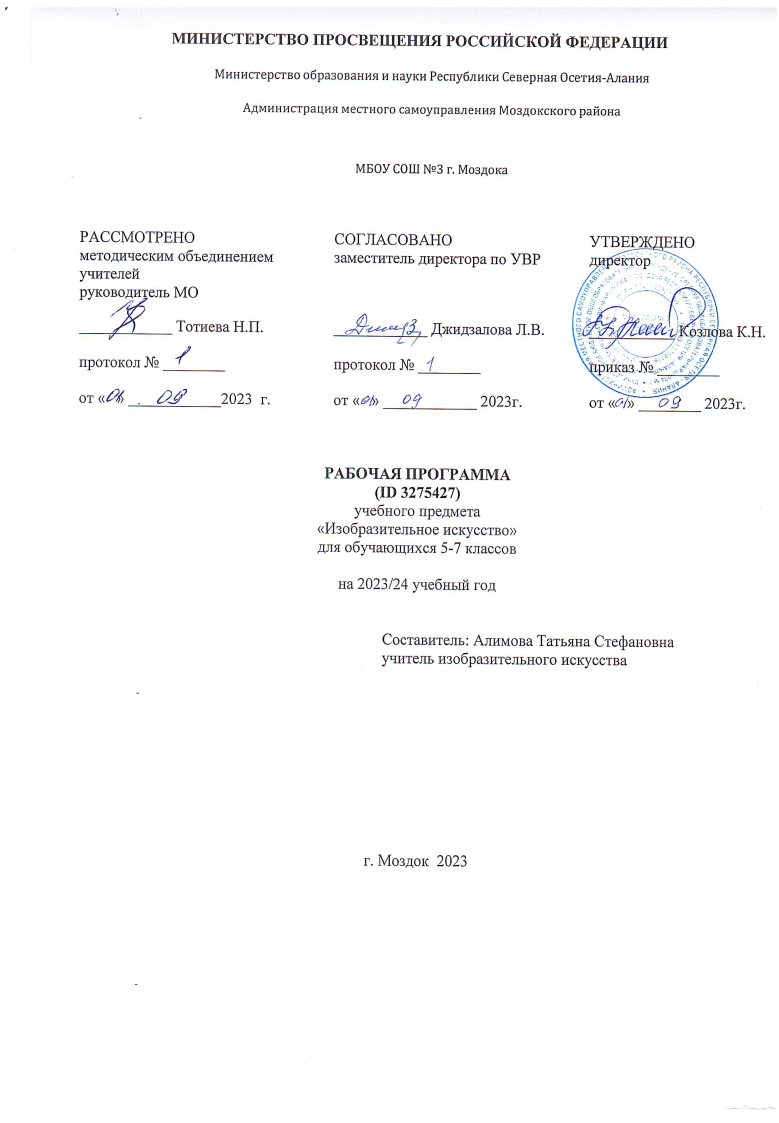 МИНИСТЕРСТВО ПРОСВЕЩЕНИЯ РОССИЙСКОЙ ФЕДЕРАЦИИ
Министерство образования и науки Республики Северная Осетия-Алания
Администрация местного самоуправления Моздокского района
МБОУ СОШ №3 г. Моздока
РАССМОТРЕНО
методическим объединением
учителей
руководитель МО
Тотиева Н.П.
протокол № 1
от «01» 09 2023 г.
СОГЛАСОВАНО
заместитель директора по УВР
Джидзалова Л.В.
протокол № 1
от «01» 09 2023г.
УТВЕРЖДЕНО
директор
Козлова К.Н.
приказ №
от «01» 09 2023г.
РАБОЧАЯ ПРОГРАММА
(ID 3275427)
учебного предмета
«Изобразительное искусство»
для обучающихся 5-7 классов
на 2023/24 учебный год
Составитель: Алимова Татьяна Стефановна
учитель изобразительного искусства
г. Моздок 2023